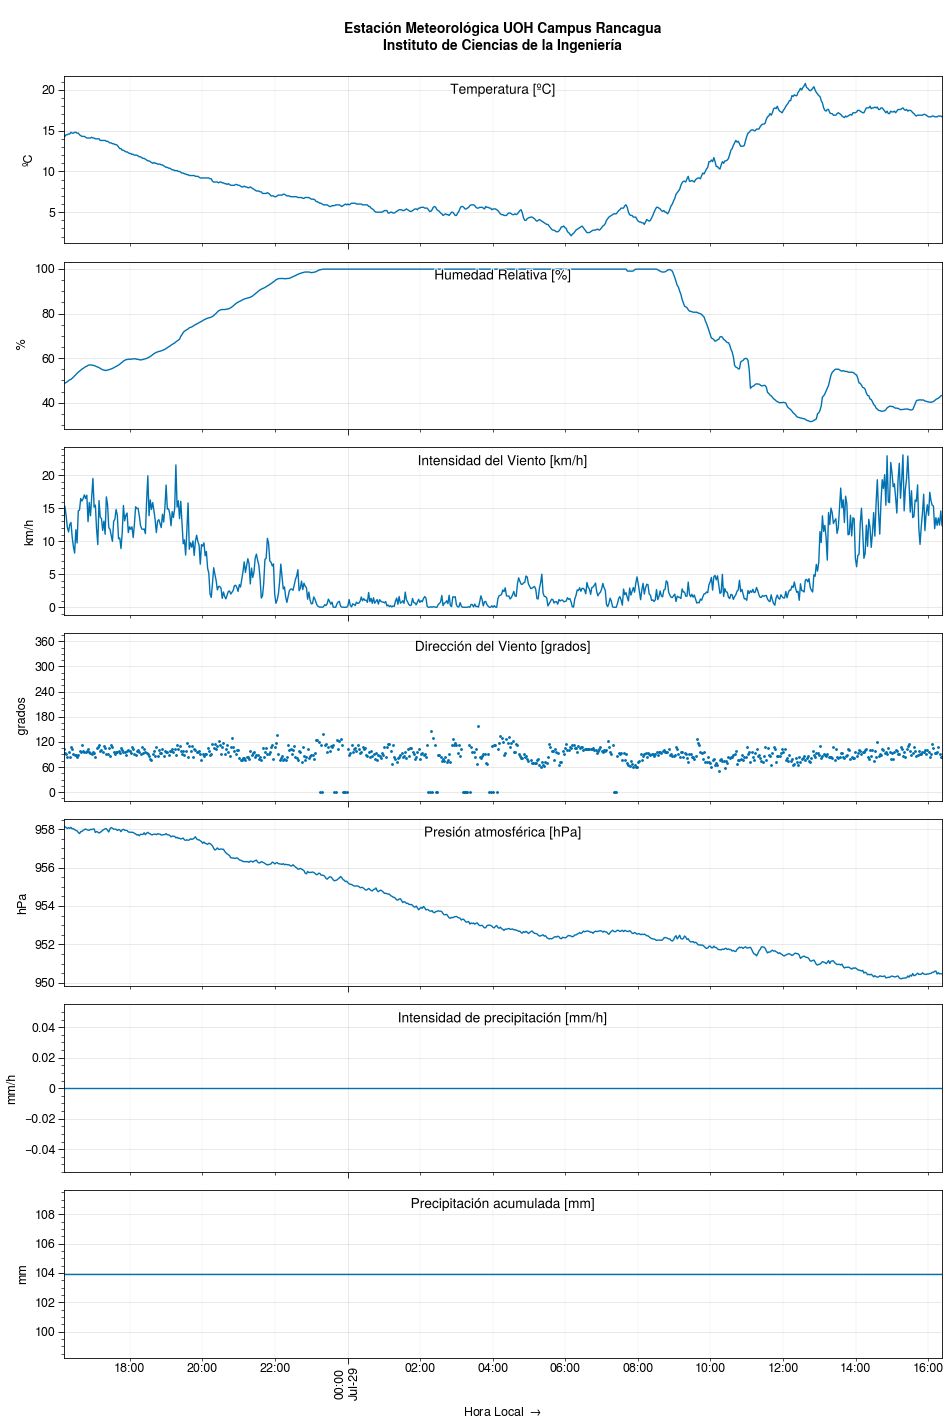 Estación Meteorológica UOH Campus Rancagua
Instituto de Ciencias de la Ingeniería
Temperatura [ºC]
ºC
20
15
10
5
Humedad Relativa [%]
%
100
80
60
40
Intensidad del Viento [km/h]
km/h
20
15
10
5
0
Dirección del Viento [grados]
grados
360
300
240
180
120
60
0
Presión atmosférica [hPa]
hPa
958
956
954
952
950
Intensidad de precipitación [mm/h]
mm/h
0.04
0.02
0
−0.02
−0.04
Precipitación acumulada [mm]
mm
108
106
104
102
100
18:00
20:00
22:00
00:00
Jul-29
02:00
04:00
06:00
08:00
10:00
12:00
14:00
16:00
Hora Local →